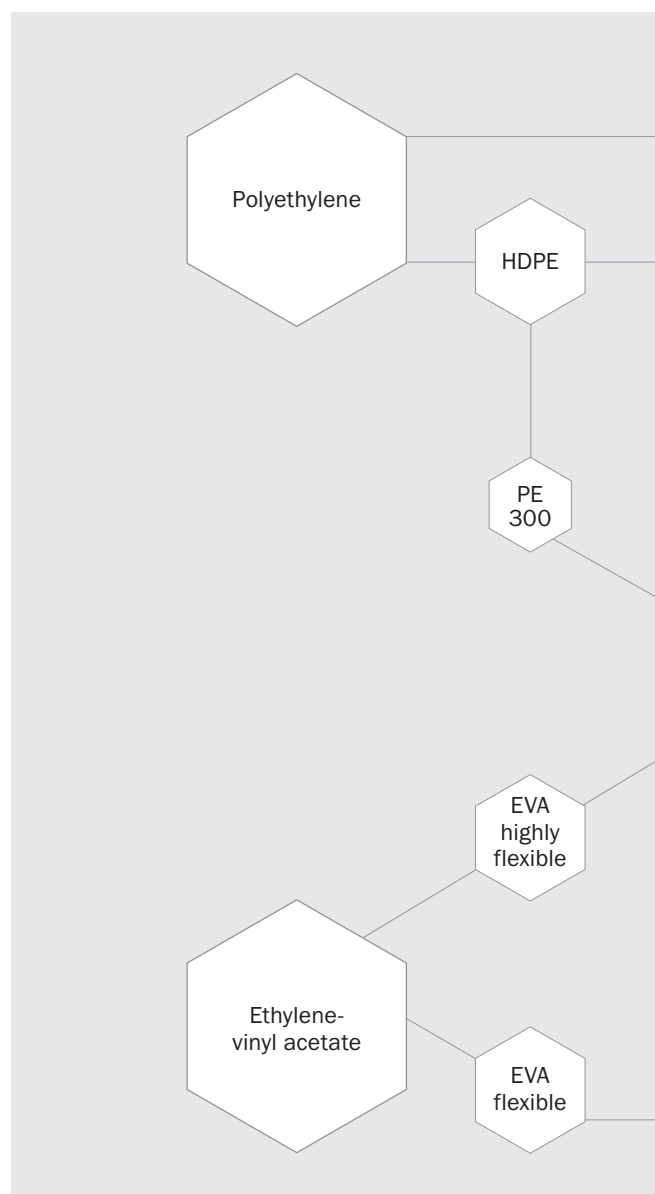 Polyethylene
HDPE
PE
300
EVA
highly
flexible
Ethylene-
vinyl acetate
EVA
flexible